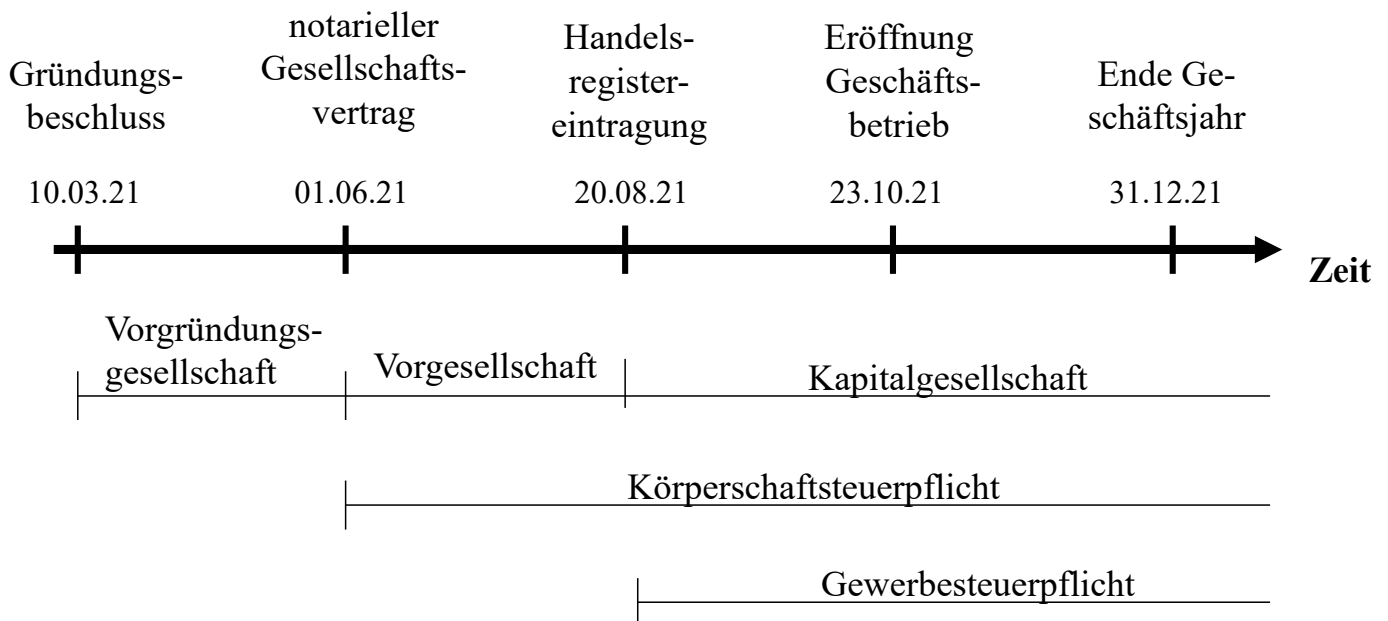 Gründungs-
beschluss
notarieller
Gesellschafts-
vertrag
Handels-
register-
eintragung
Eröffnung
Geschäfts-
betrieb
Ende Ge-
schäftsjahr
10.03.21
01.06.21
20.08.21
23.10.21
31.12.21
Zeit
Vorgründungs-
gesellschaft
Vorgesellschaft
Kapitalgesellschaft
Körperschaftsteuerpflicht
Gewerbesteuerpflicht